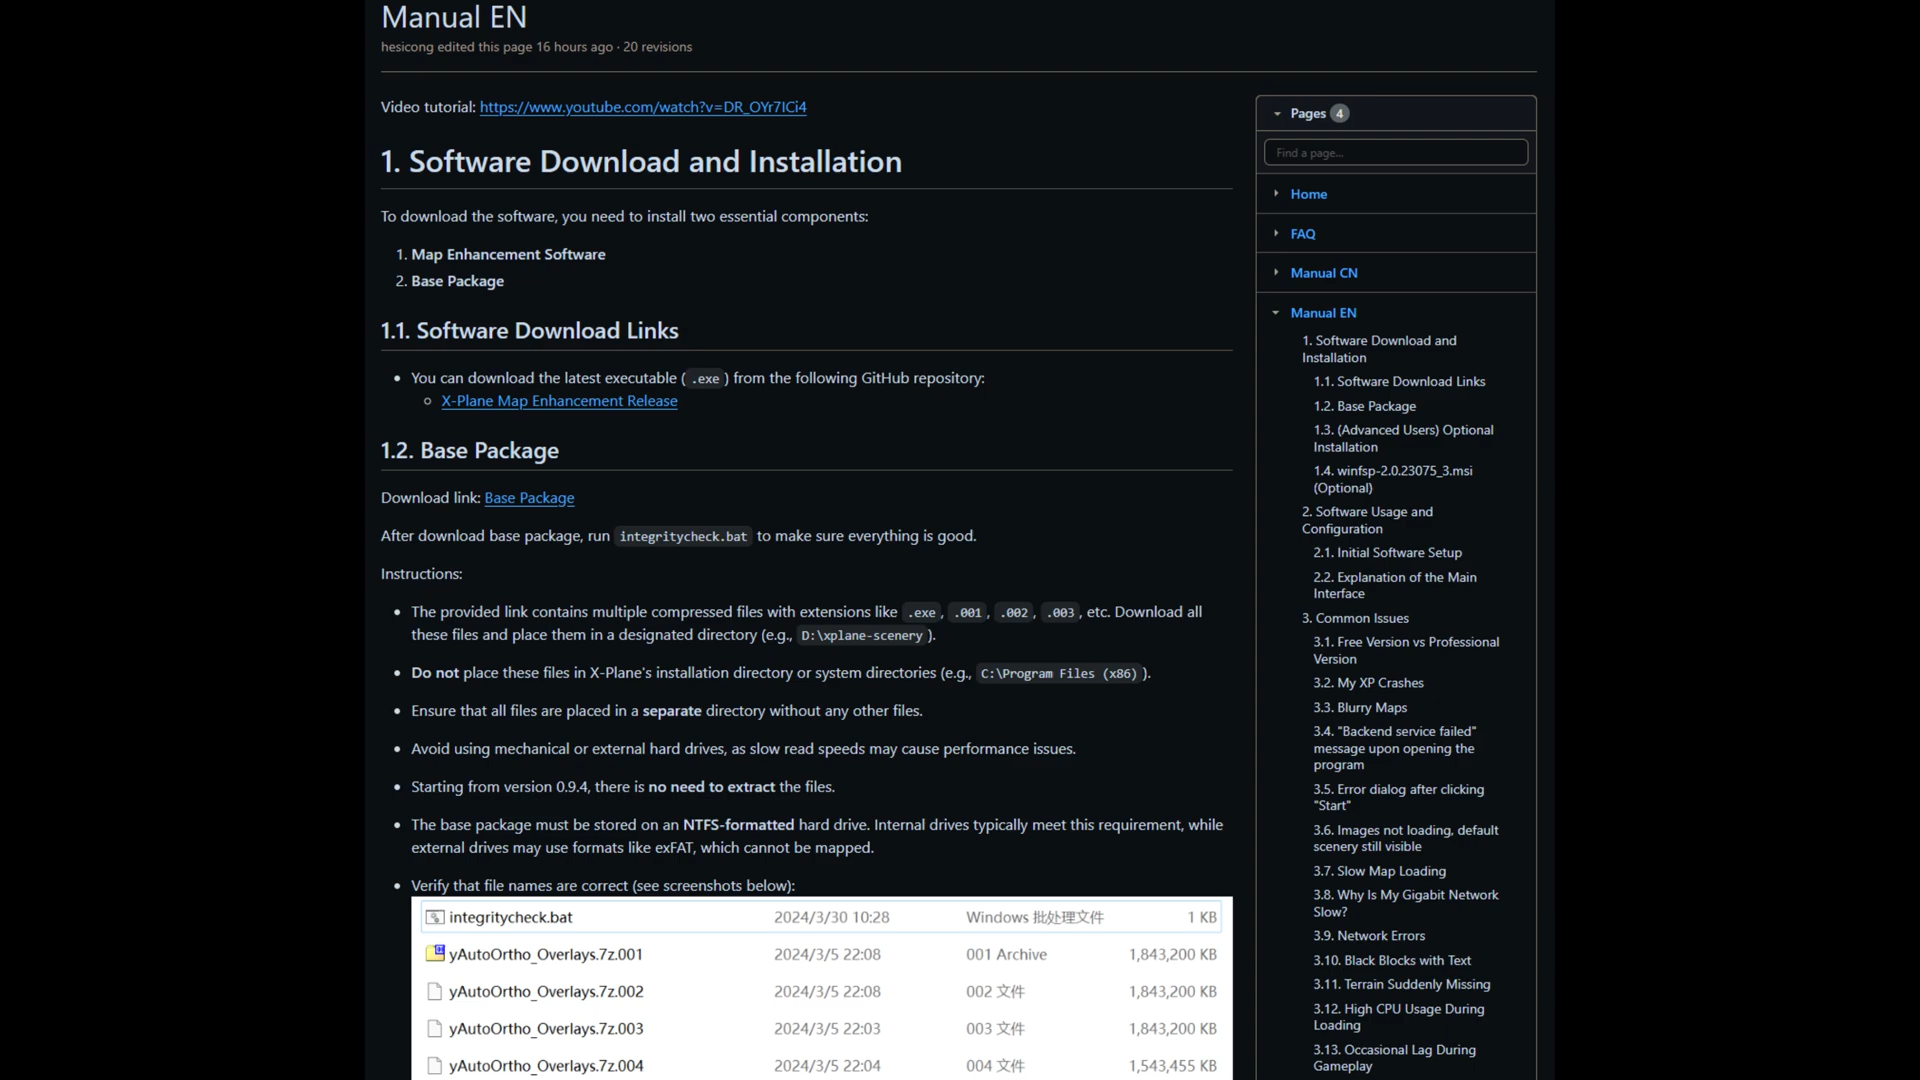 Manual EN
hesicong edited this page 16 hours ago · 20 revisions
Video tutorial: https://www.youtube.com/watch?v=DR_OYr7ICi4
1. Software Download and Installation
To download the software, you need to install two essential components:
1. Map Enhancement Software
2. Base Package
1.1. Software Download Links
• You can download the latest executable ( .exe ) from the following GitHub repository:
◦ X-Plane Map Enhancement Release
1.2. Base Package
Download link: Base Package
After download base package, run integritycheck.bat to make sure everything is good.
Instructions:
• The provided link contains multiple compressed files with extensions like .exe , .001 , .002 , .003 , etc. Download all
these files and place them in a designated directory (e.g., D:\xplane-scenery ).
• Do not place these files in X-Plane's installation directory or system directories (e.g., C:\Program Files (x86) ).
• Ensure that all files are placed in a separate directory without any other files.
• Avoid using mechanical or external hard drives, as slow read speeds may cause performance issues.
• Starting from version 0.9.4, there is no need to extract the files.
• The base package must be stored on an NTFS-formatted hard drive. Internal drives typically meet this requirement, while
external drives may use formats like exFAT, which cannot be mapped.
• Verify that file names are correct (see screenshots below):
integritycheck.bat 2024/3/30 10:28 Windows 批处理文件 1 KB
yAutoOrtho_Overlays.7z.001 2024/3/5 22:08 001 Archive 1,843,200 KB
yAutoOrtho_Overlays.7z.002 2024/3/5 22:08 002 文件 1,843,200 KB
yAutoOrtho_Overlays.7z.003 2024/3/5 22:03 003 文件 1,843,200 KB
yAutoOrtho_Overlays.7z.004 2024/3/5 22:04 004 文件 1,543,455 KB
Pages 4
Find a page...
Home
FAQ
Manual CN
Manual EN
1. Software Download and
Installation
1.1. Software Download Links
1.2. Base Package
1.3. (Advanced Users) Optional
Installation
1.4. winfsp-2.0.23075_3.msi
(Optional)
2. Software Usage and
Configuration
2.1. Initial Software Setup
2.2. Explanation of the Main
Interface
3. Common Issues
3.1. Free Version vs Professional
Version
3.2. My XP Crashes
3.3. Blurry Maps
3.4. "Backend service failed"
message upon opening the
program
3.5. Error dialog after clicking
"Start"
3.6. Images not loading, default
scenery still visible
3.7. Slow Map Loading
3.8. Why Is My Gigabit Network
Slow?
3.9. Network Errors
3.10. Black Blocks with Text
3.11. Terrain Suddenly Missing
3.12. High CPU Usage During
Loading
3.13. Occasional Lag During
Gameplay